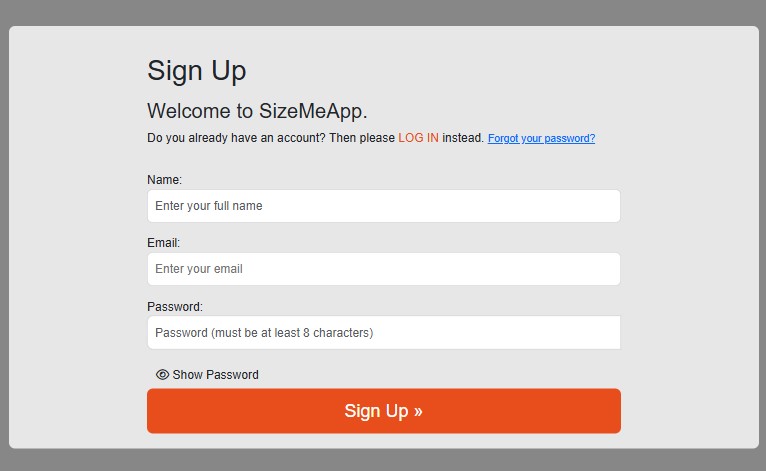 Sign Up
Welcome to SizeMeApp.
Do you already have an account? Then please LOG IN instead. Forgot your password?
Name:
Enter your full name
Email:
Enter your email
Password:
Password (must be at least 8 characters)
Show Password
Sign Up »